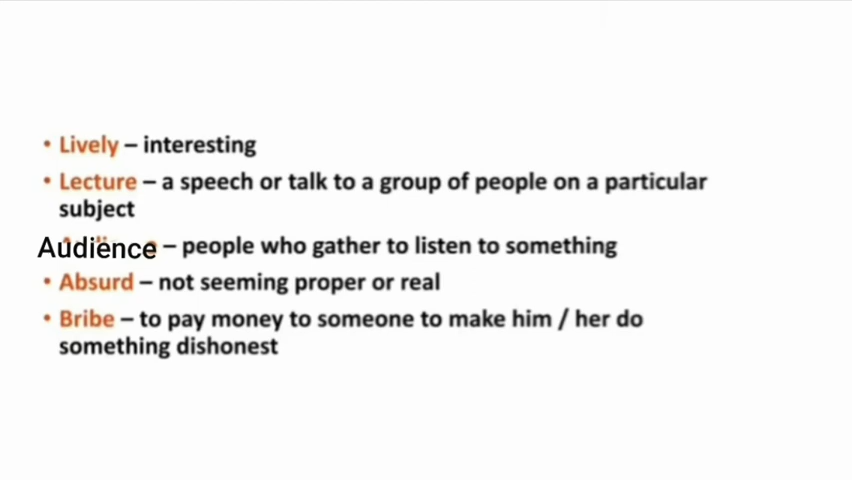 • Lively – interesting
• Lecture – a speech or talk to a group of people on a particular
subject
Audience – people who gather to listen to something
• Absurd – not seeming proper or real
• Bribe – to pay money to someone to make him / her do
something dishonest